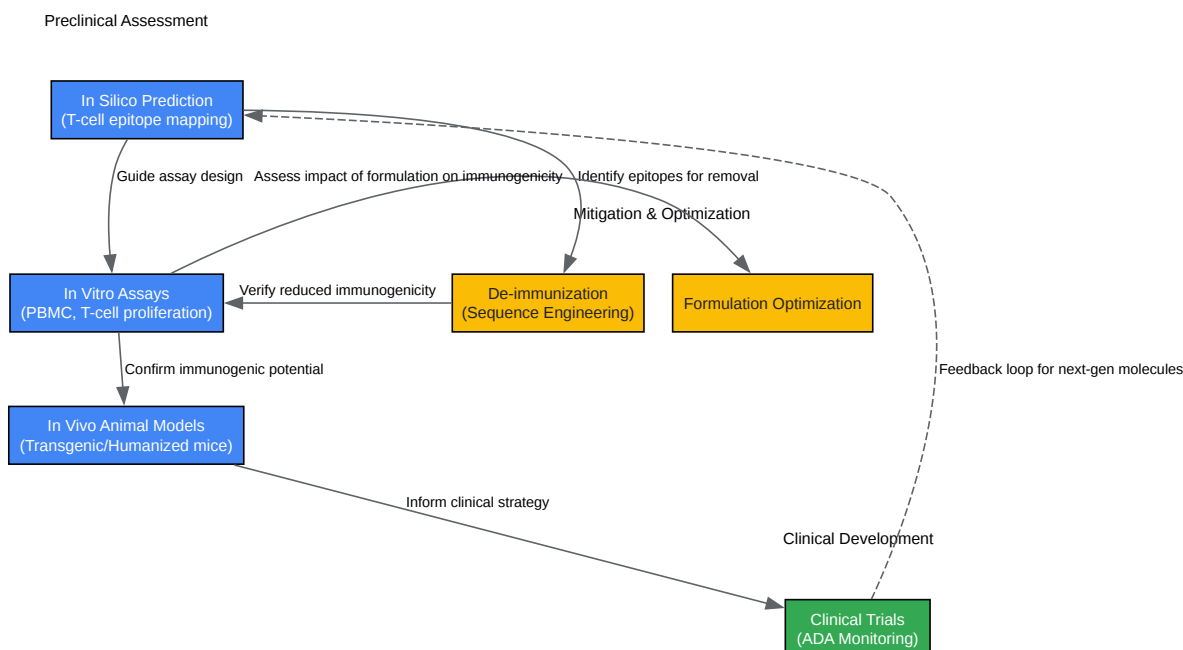 Preclinical Assessment
In Silico Prediction
(T-cell epitope mapping)
Guide assay design
Assess impact of formulation on immunogenicity
Identify epitopes for removal
Mitigation & Optimization
In Vitro Assays
(PBMC, T-cell proliferation)
Verify reduced immunogenicity
De-immunization
(Sequence Engineering)
Formulation Optimization
Confirm immunogenic potential
Feedback loop for next-gen molecules
In Vivo Animal Models
(Transgenic/Humanized mice)
Inform clinical strategy
Clinical Development
Clinical Trials
(ADA Monitoring)